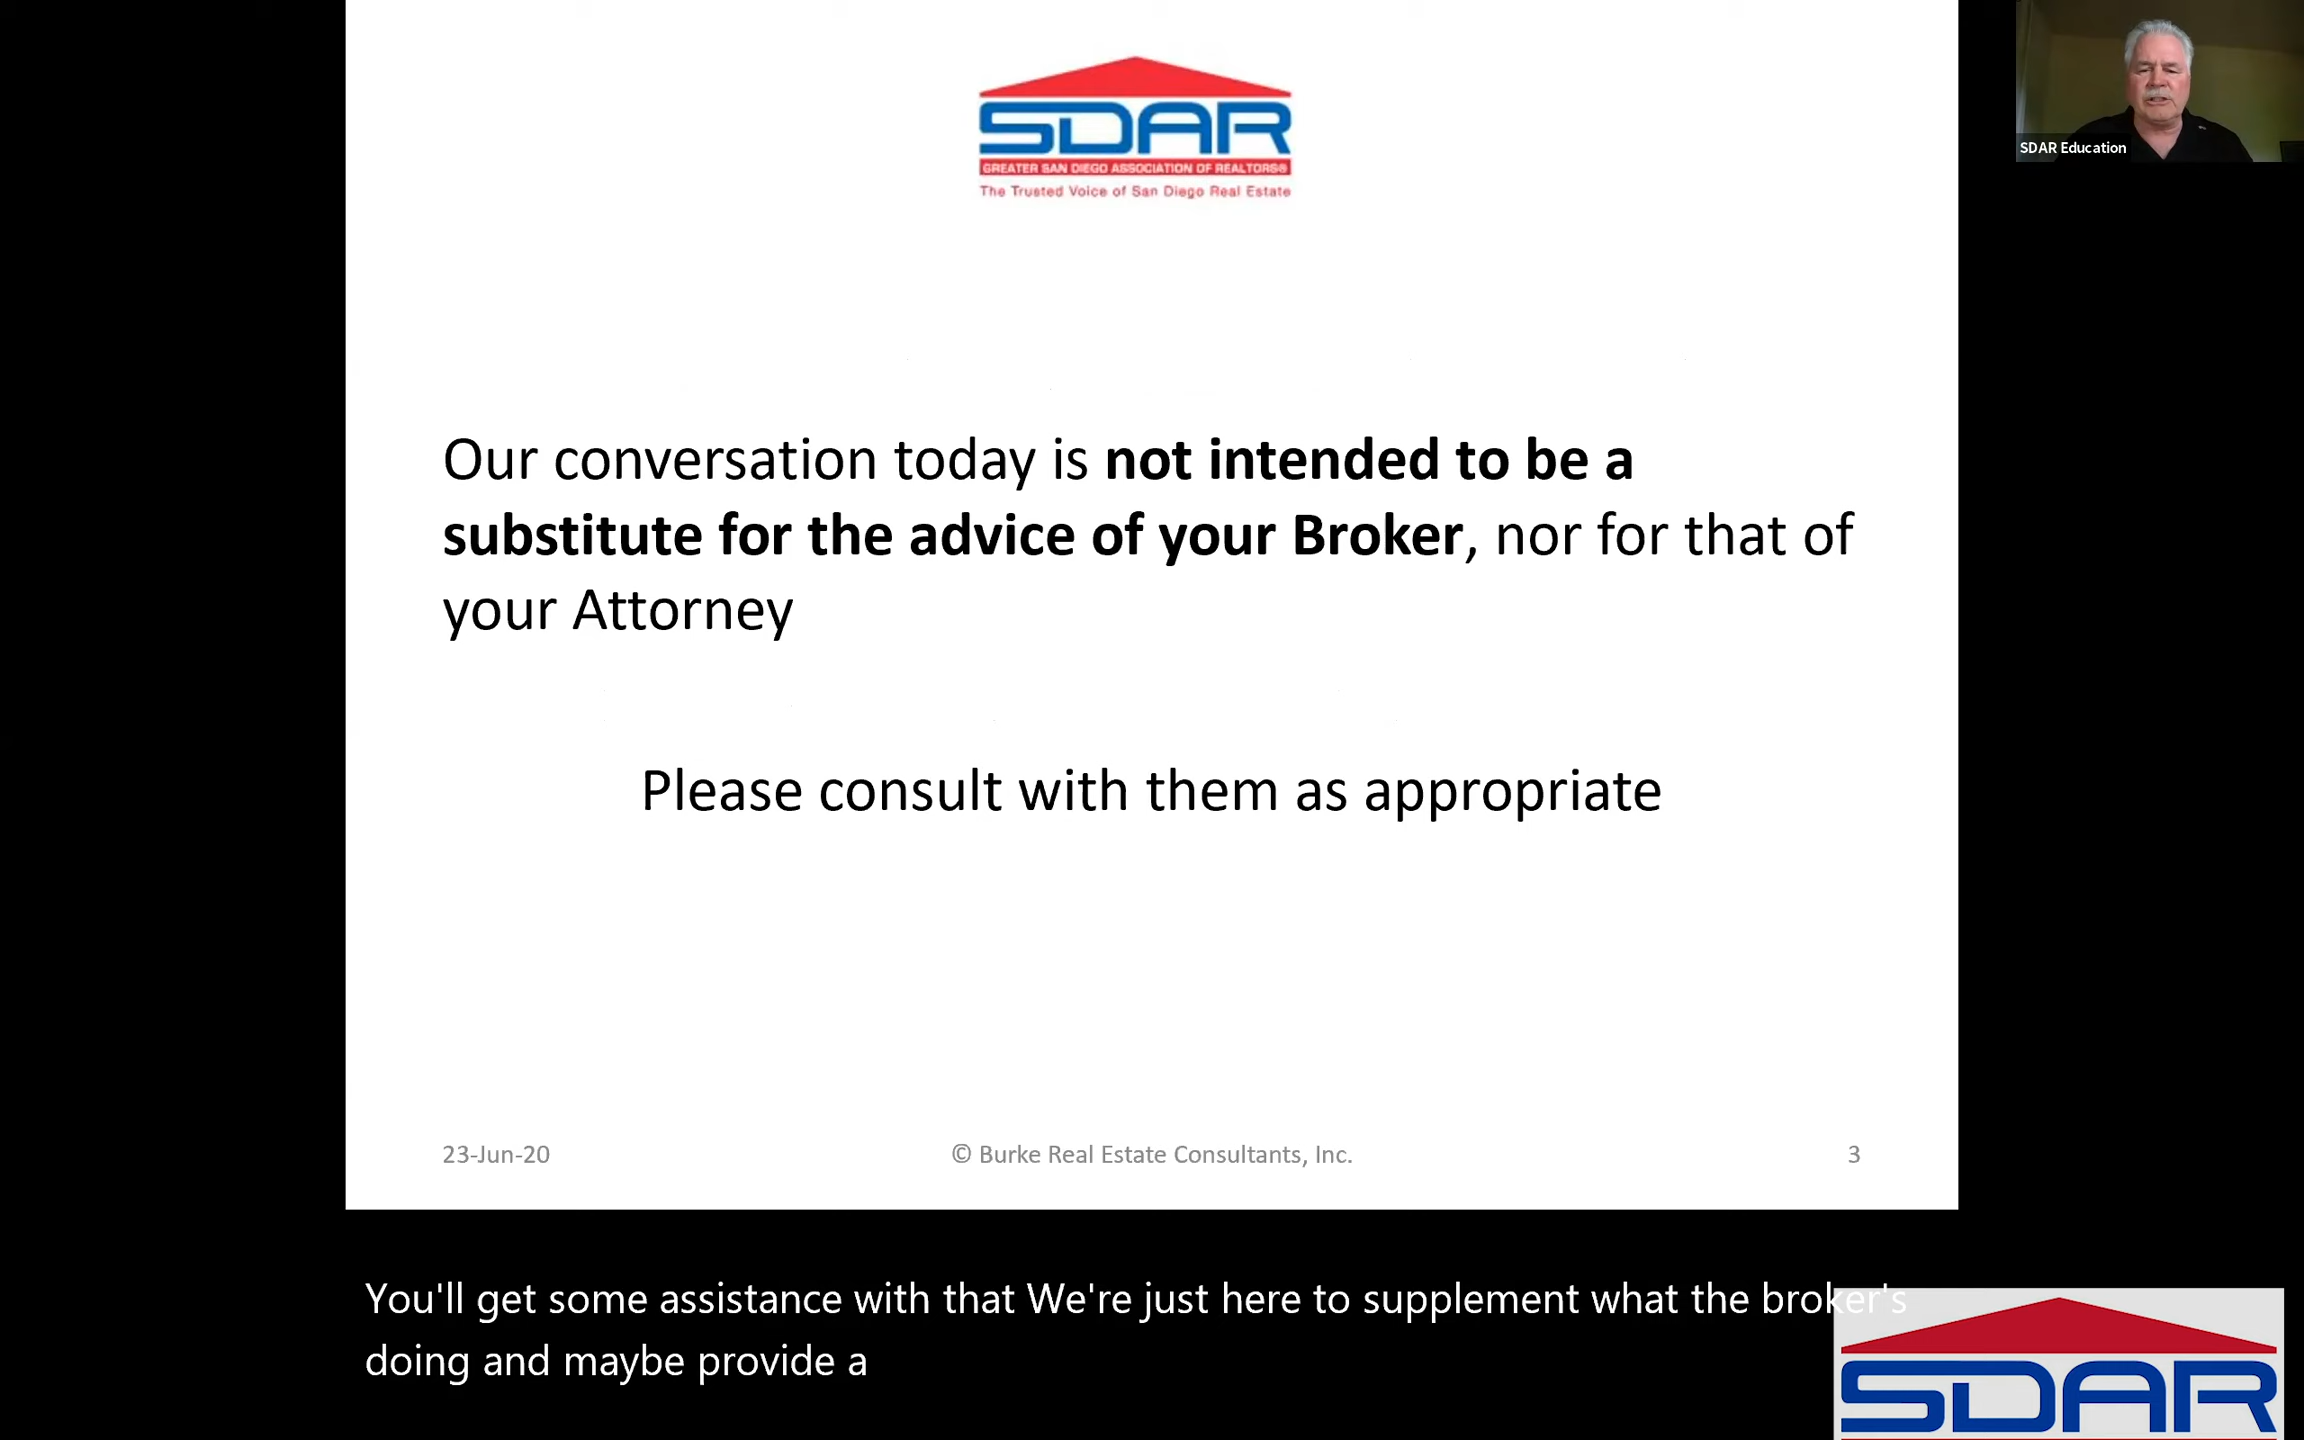 SDAR
GREATER SAN DIEGO ASSOCIATION OF REALTORS®
The Trusted Voice of San Diego Real Estate
SDAR Education
Our conversation today is not intended to be a
substitute for the advice of your Broker, nor for that of
your Attorney
Please consult with them as appropriate
23-Jun-20
© Burke Real Estate Consultants, Inc.
3
You'll get some assistance with that We're just here to supplement what the broker's
doing and maybe provide a
SDAR